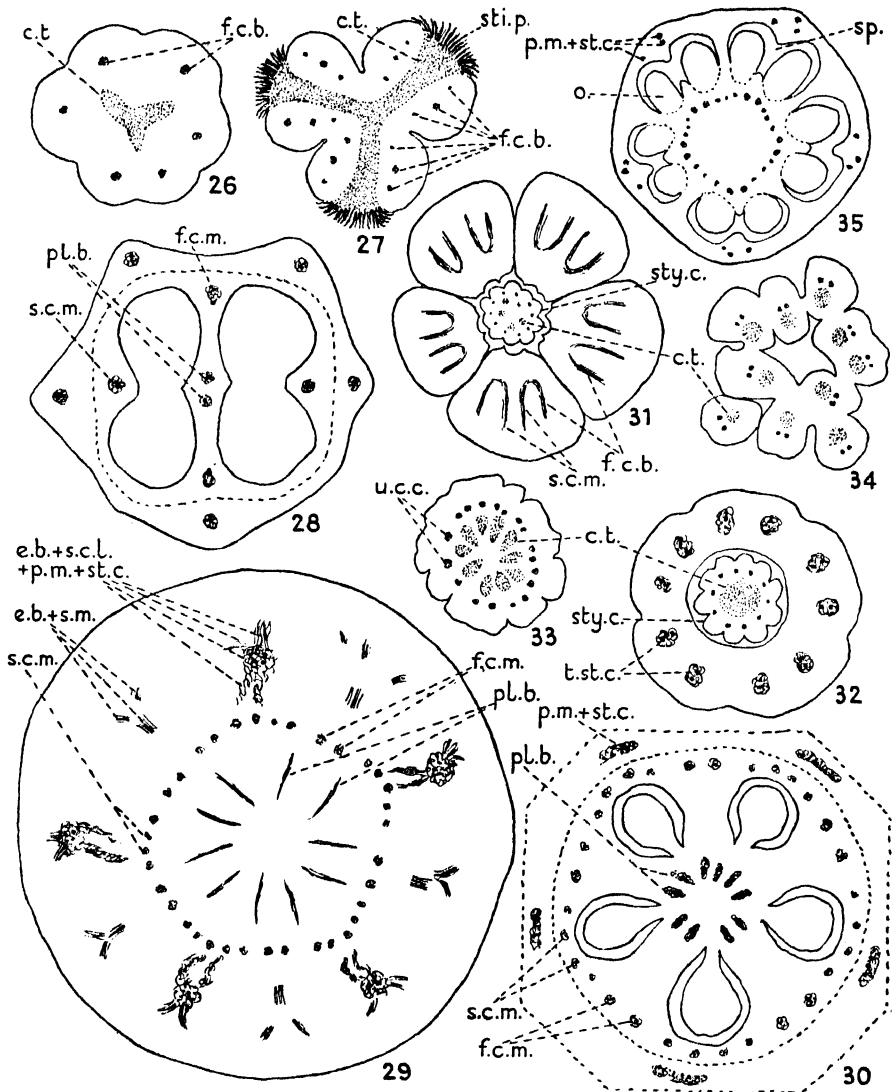 c.t
f.c.b.
26
c.t.
sti.p.
f.c.b.
27
p.m.+st.c.
sp.
o.
35
f.c.m.
pl.b.
s.c.m.
28
sty.c.
c.t.
31
f.c.b.
s.c.m.
34
u.c.c.
c.t.
33
sty.c.
t.st.c.
32
e.b.+s.c.l.
+p.m.+st.c.
e.b.+s.m.
s.c.m.
f.c.m.
pl.b.
29
p.m.+st.c.
pl.b.
s.c.m.
f.c.m.
30